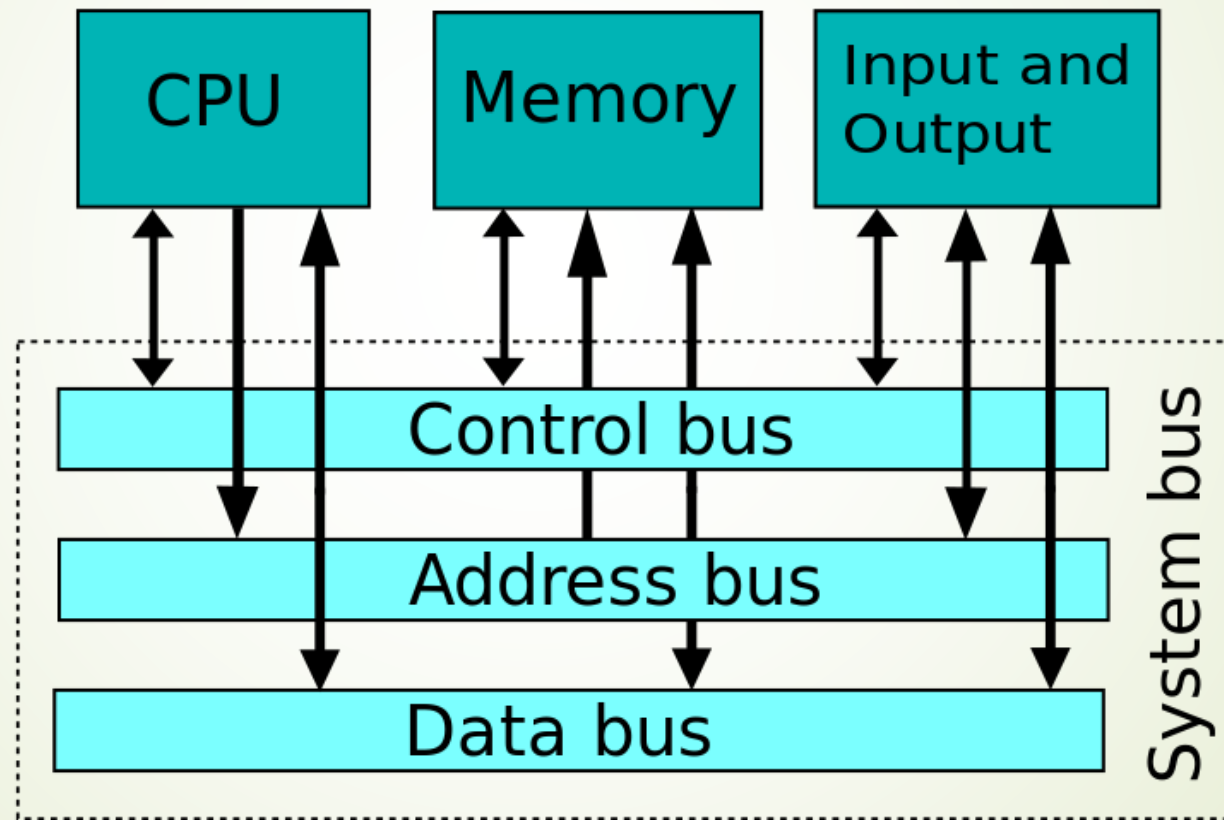 CPU
Memory
Input and
Output
Control bus
Address bus
Data bus
System bus